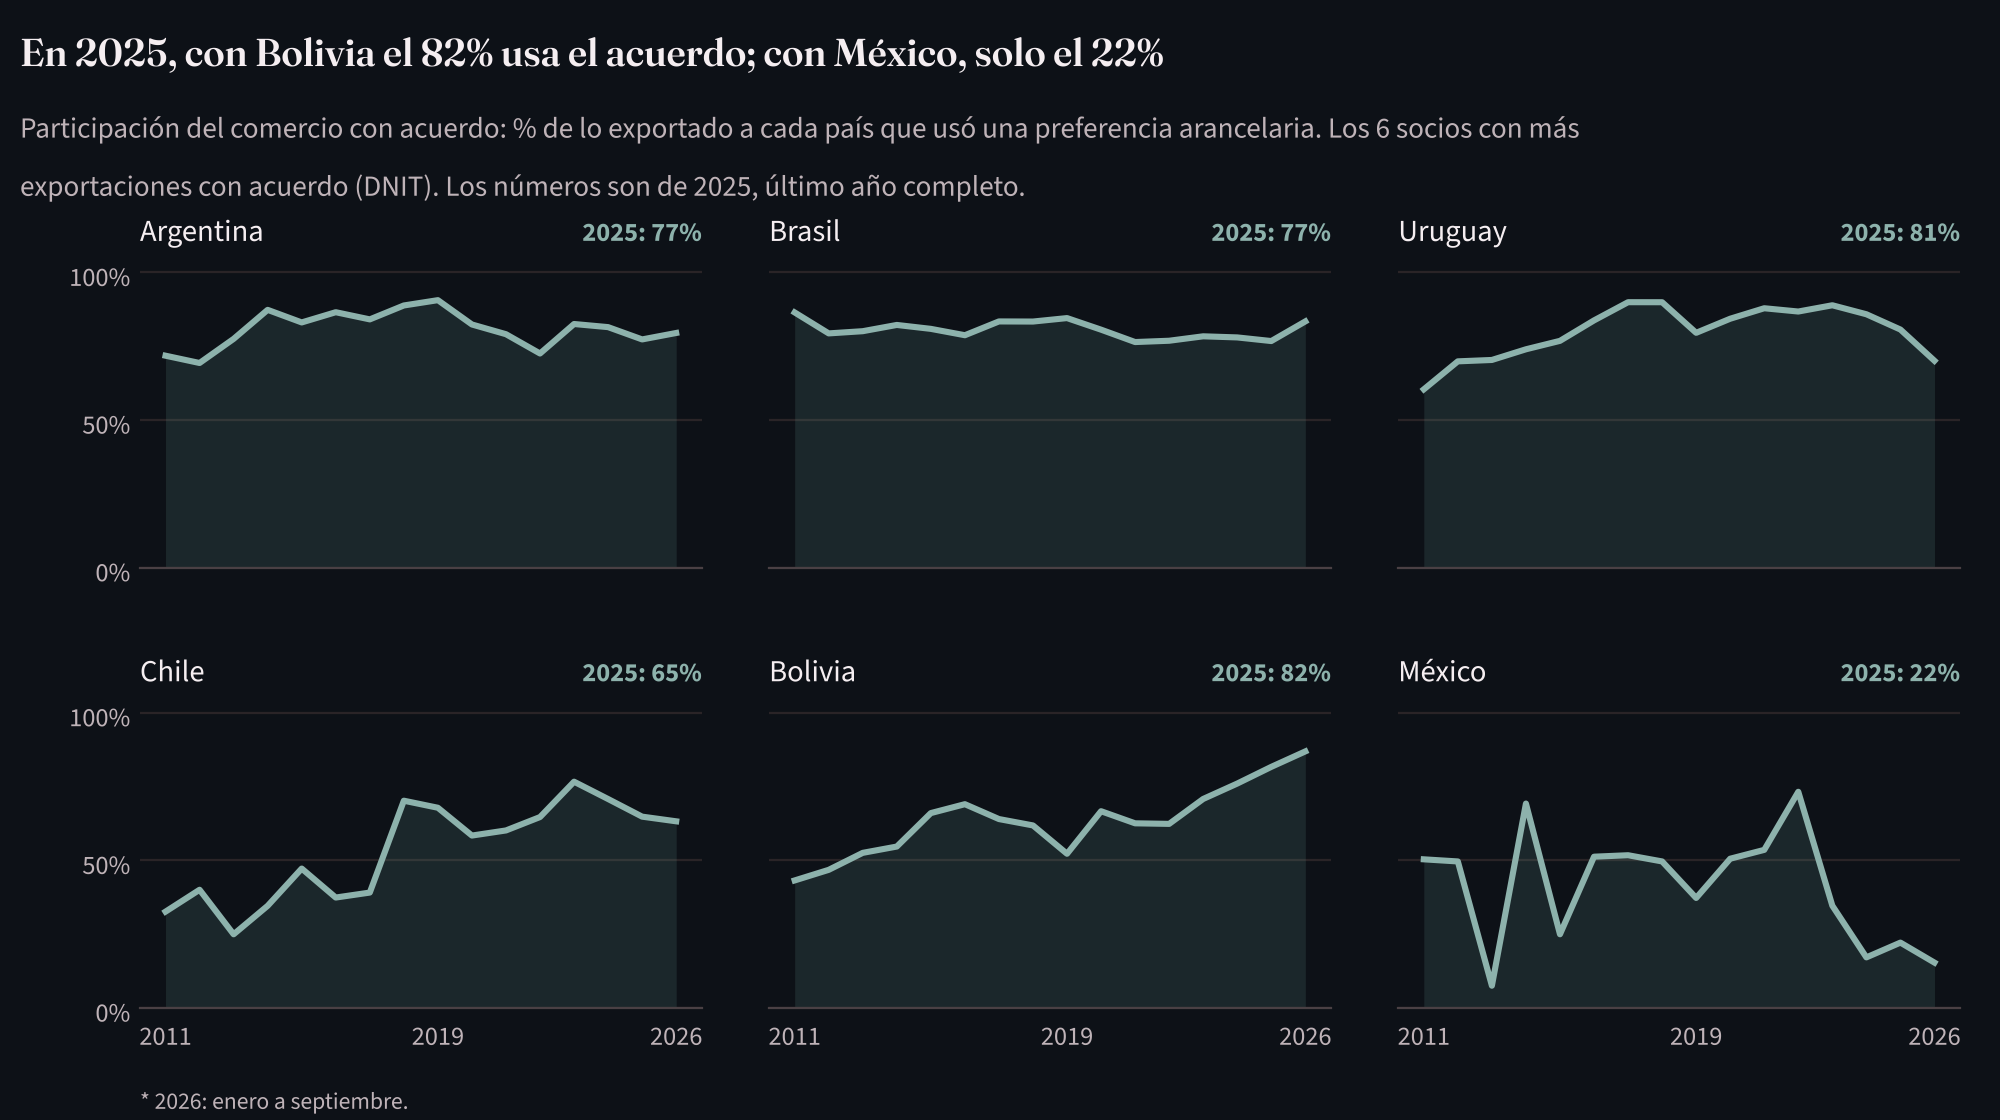 En 2025, con Bolivia el 82% usa el acuerdo; con México, solo el 22%
Participación del comercio con acuerdo: % de lo exportado a cada país que usó una preferencia arancelaria. Los 6 socios con más
exportaciones con acuerdo (DNIT). Los números son de 2025, último año completo.
Argentina 2025: 77%
Brasil 2025: 77%
Uruguay 2025: 81%
100%
50%
0%
Chile 2025: 65%
Bolivia 2025: 82%
México 2025: 22%
100%
50%
0%
2011 2019 2026
2011 2019 2026
2011 2019 2026
* 2026: enero a septiembre.